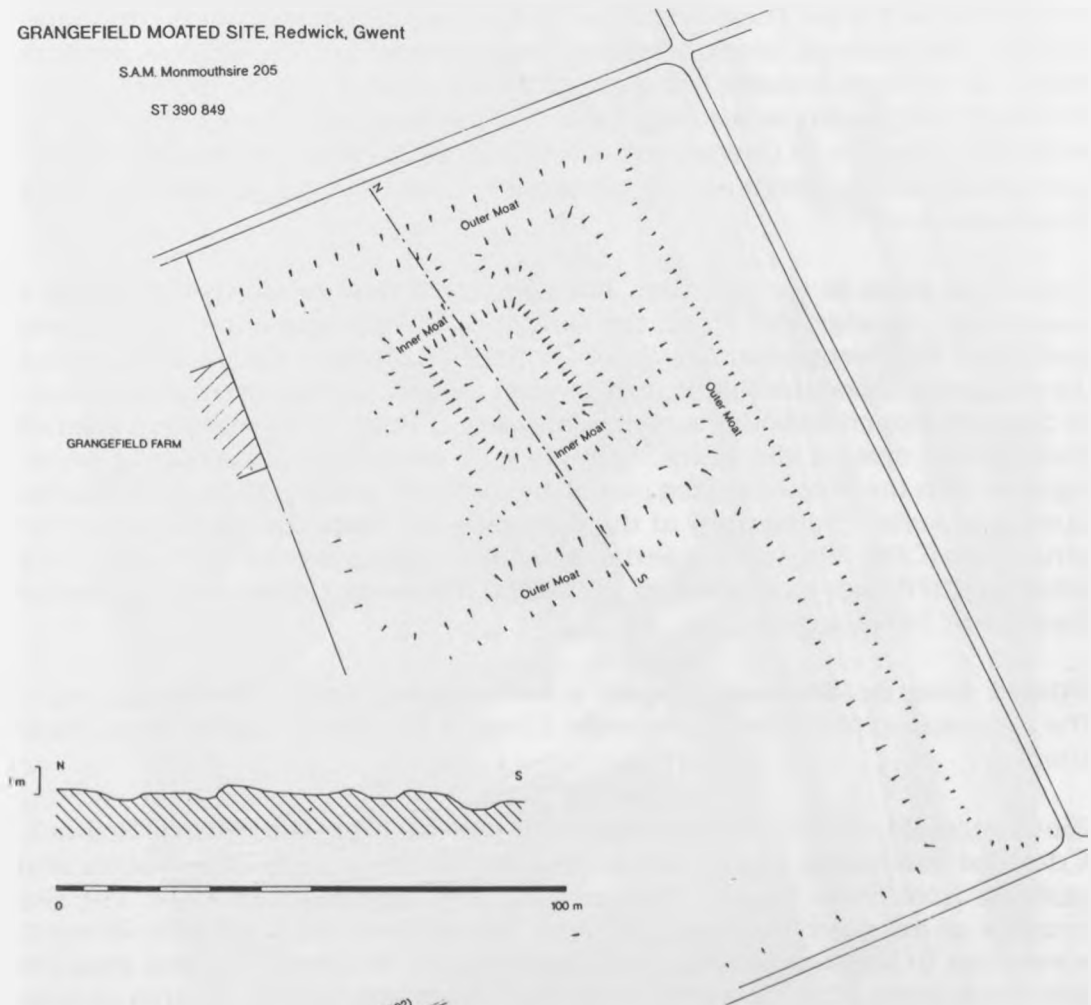 GRANGEFIELD MOATED SITE, Redwick, Gwent
S.A.M. Monmouthsire 205
ST 390 849
N
Outer Moat
Inner Moat
Outer Moat
GRANGEFIELD FARM
Inner Moat
Outer Moat
S
N
S
m
0
100 m